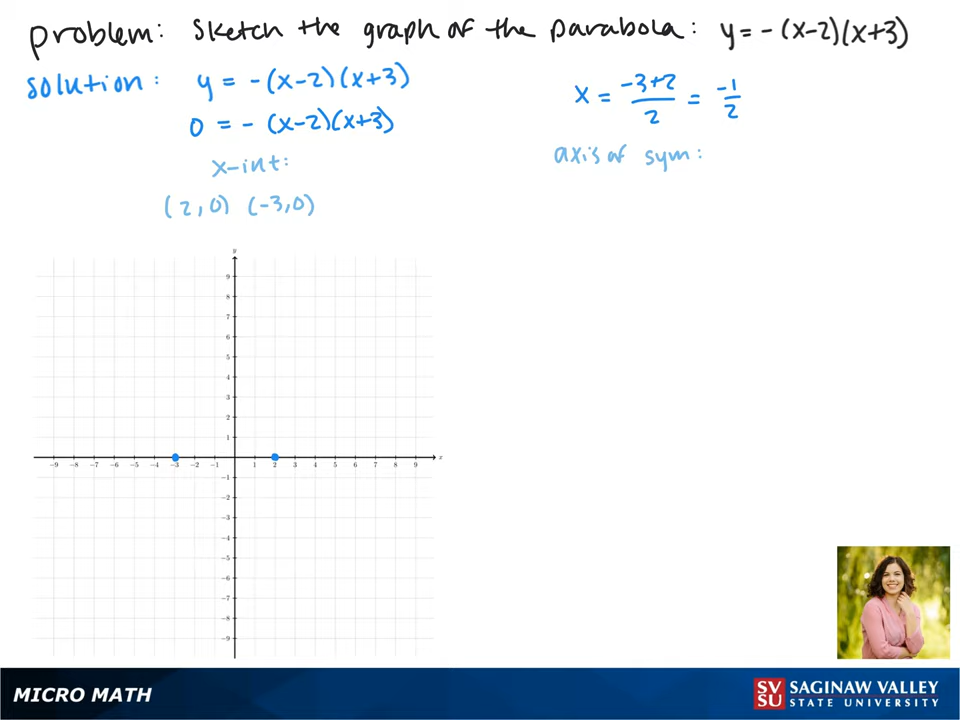 problem: Sketch the graph of the parabola: y = - (x-2)(x+3)
solution: y = - (x-2)(x+3)
0 = - (x-2)(x+3)
x-int:
(2,0) (-3,0)
x = -3+2/2 = -1/2
axis of sym:
y
9
8
7
6
5
4
3
2
1
-9 -8 -7 -6 -5 -4 -3 -2 -1 1 2 3 4 5 6 7 8 9 x
-1
-2
-3
-4
-5
-6
-7
-8
-9
MICRO MATH
SV SU
SAGINAW VALLEY
STATE UNIVERSITY